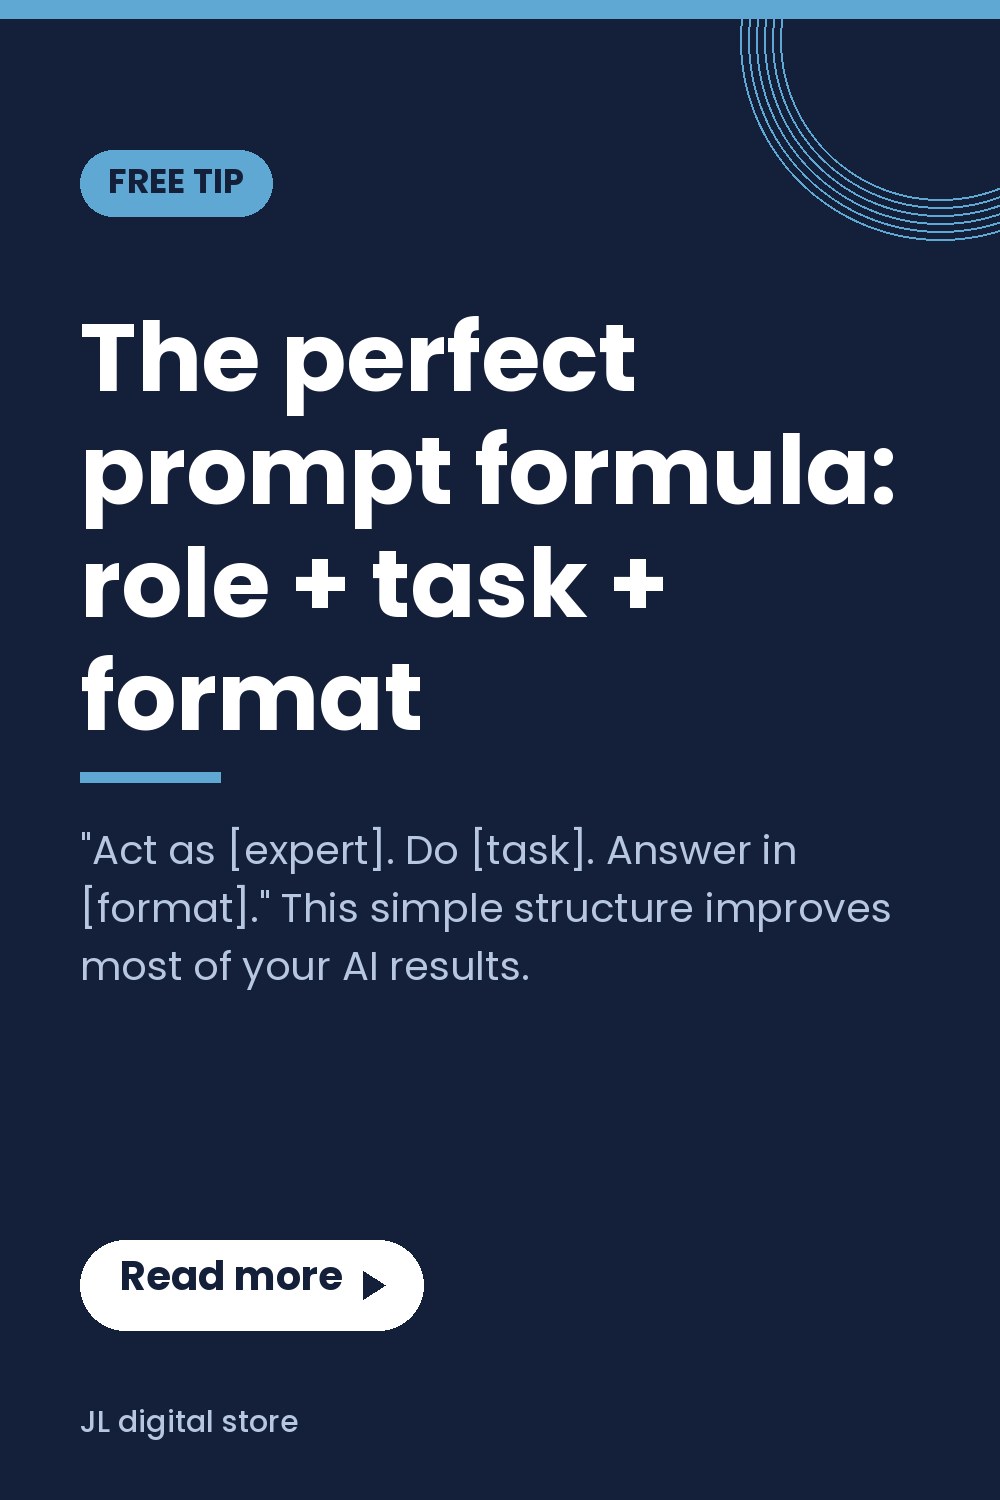 FREE TIP
The perfect
prompt formula:
role + task +
format
"Act as [expert]. Do [task]. Answer in
[format]." This simple structure improves
most of your AI results.
Read more
JL digital store